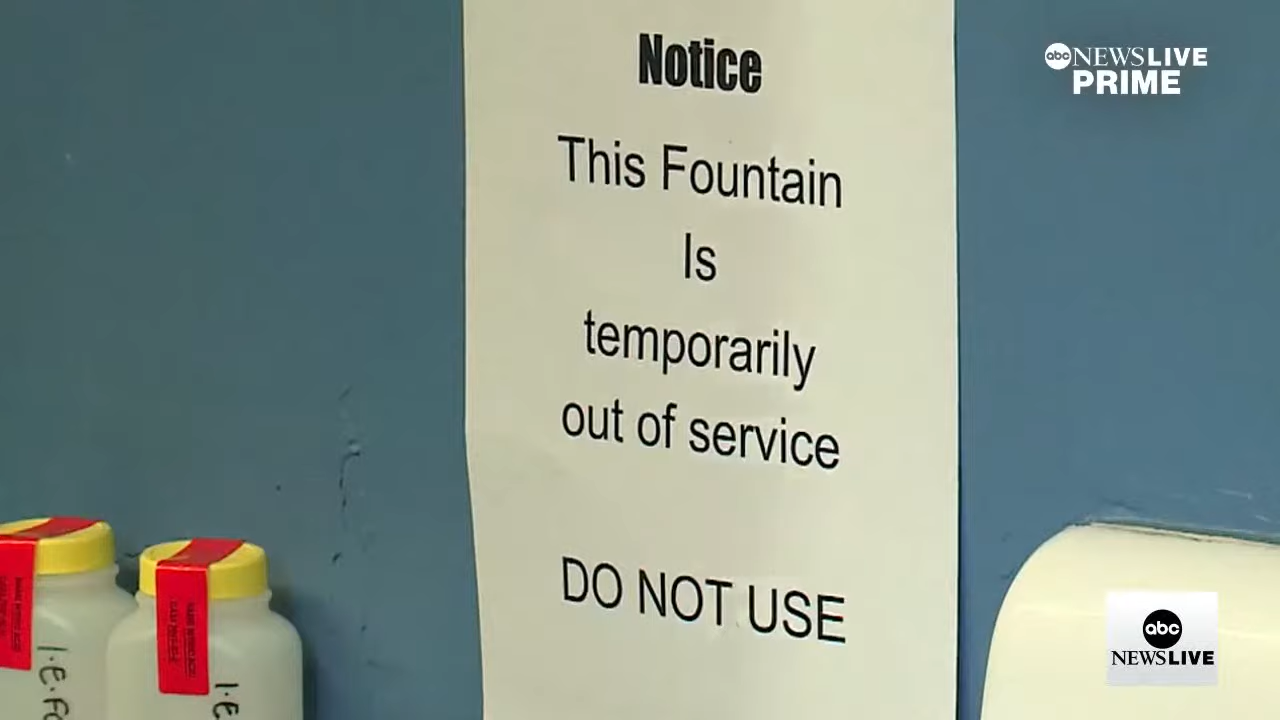 Notice
This Fountain
Is
temporarily
out of service
DO NOT USE
abc NEWS LIVE
PRIME
abc
NEWS LIVE
I.E.
I.E